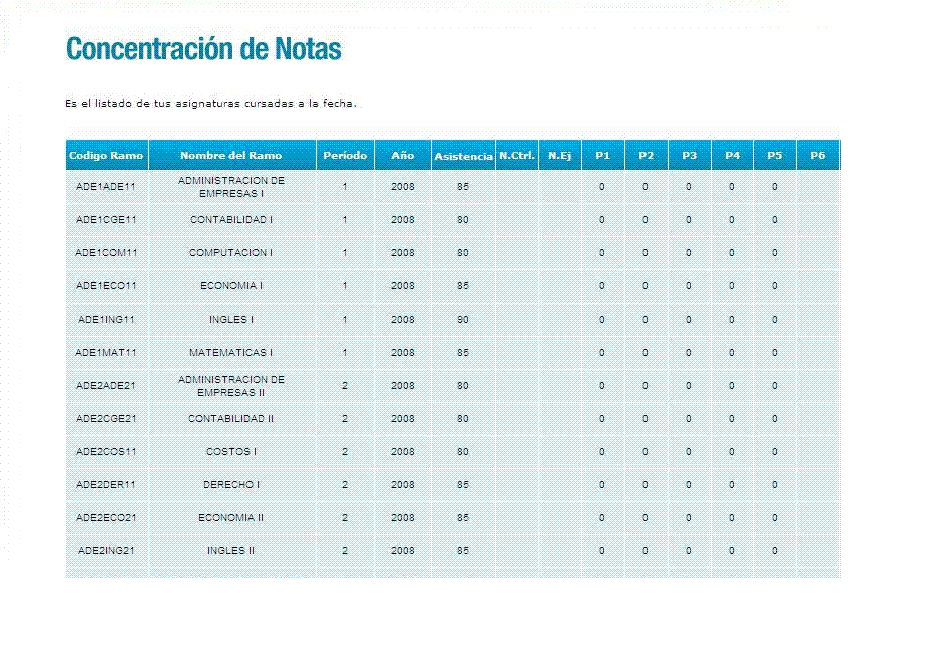 Concentración de Notas
Es el listado de tus asignaturas cursadas a la fecha.
Codigo Ramo Nombre del Ramo Período Año Asistencia N.Ctrl. N.Ej P1 P2 P3 P4 P5 P6
ADE1ADE11 ADMINISTRACION DE EMPRESAS I 1 2008 85 0 0 0 0 0
ADE1CGE11 CONTABILIDAD I 1 2008 80 0 0 0 0 0
ADE1COM11 COMPUTACION I 1 2008 80 0 0 0 0 0
ADE1ECO11 ECONOMIA I 1 2008 85 0 0 0 0 0
ADE1ING11 INGLES I 1 2008 90 0 0 0 0 0
ADE1MAT11 MATEMATICAS I 1 2008 85 0 0 0 0 0
ADE2ADE21 ADMINISTRACION DE EMPRESAS II 2 2008 80 0 0 0 0 0
ADE2CGE21 CONTABILIDAD II 2 2008 80 0 0 0 0 0
ADE2COS11 COSTOS I 2 2008 80 0 0 0 0 0
ADE2DER11 DERECHO I 2 2008 85 0 0 0 0 0
ADE2ECO21 ECONOMIA II 2 2008 85 0 0 0 0 0
ADE2ING21 INGLES II 2 2008 85 0 0 0 0 0